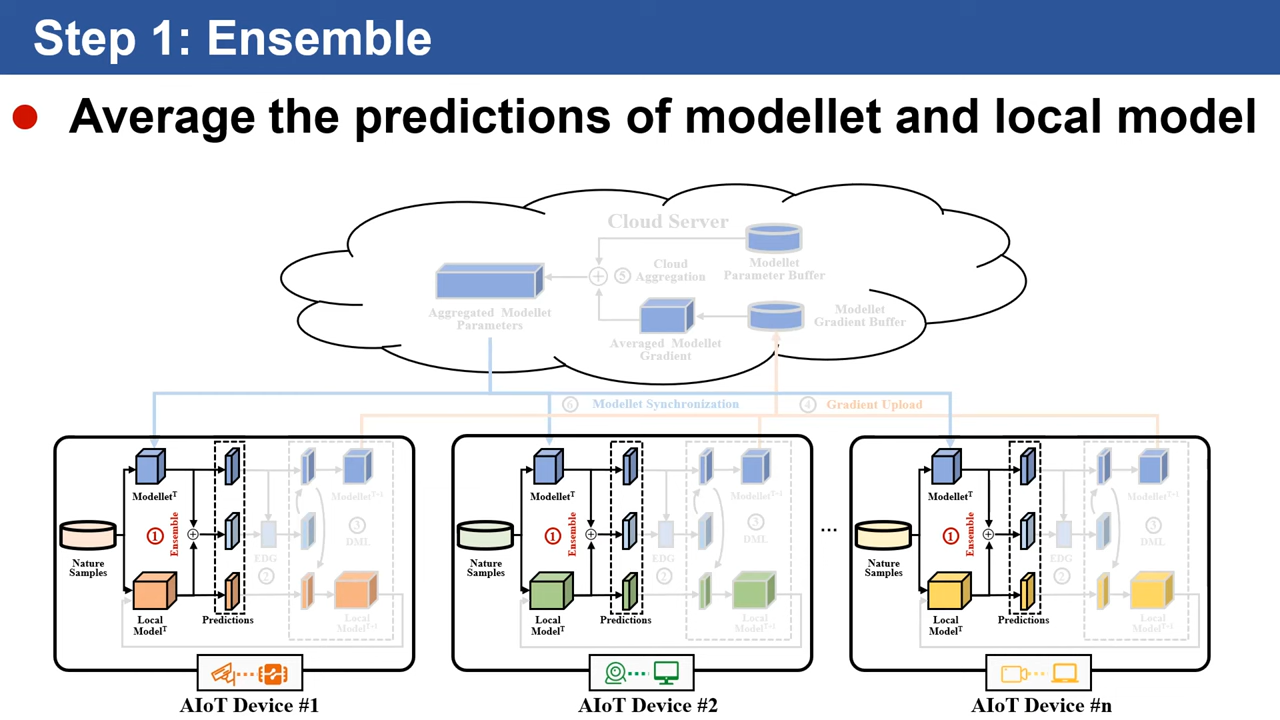 Step 1: Ensemble
● Average the predictions of modellet and local model
Cloud Server
Modellet
Parameter Buffer
Cloud
Aggregation
⑤
Aggregated Modellet
Parameters
Modellet
Gradient Buffer
Averaged Modellet
Gradient
⑥ Modellet Synchronization
④ Gradient Upload
Modellet^T
Modellet^T+1
① Ensemble
③
DML
Nature
Samples
EDG
②
Local
Model^T
Predictions
Local
Model^T+1
AIoT Device #1
Modellet^T
Modellet^T+1
① Ensemble
③
DML
Nature
Samples
EDG
②
Local
Model^T
Predictions
Local
Model^T+1
AIoT Device #2
...
Modellet^T
Modellet^T+1
① Ensemble
③
DML
Nature
Samples
EDG
②
Local
Model^T
Predictions
Local
Model^T+1
AIoT Device #n